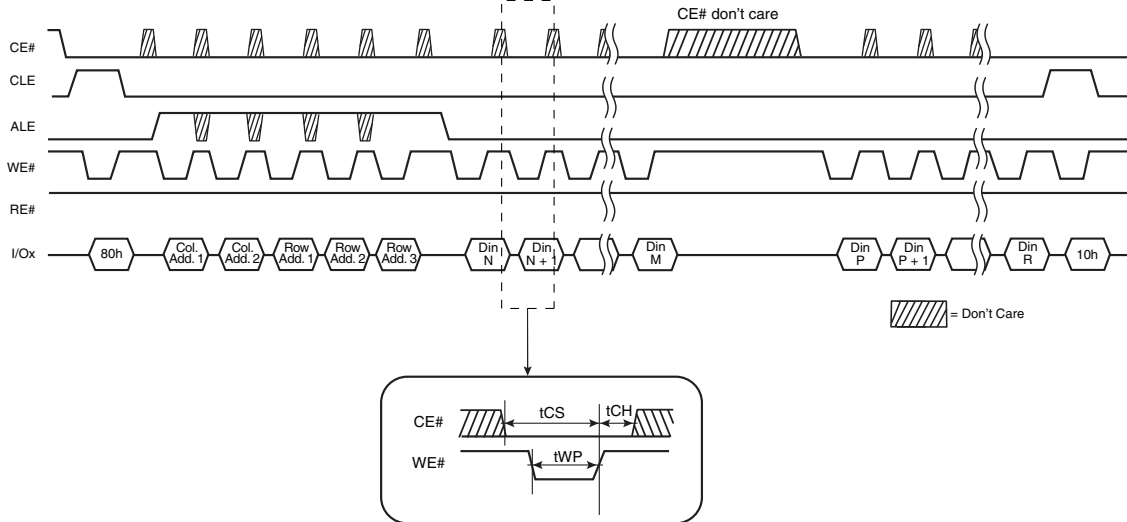 CE# don't care
CE#
CLE
ALE
WE#
RE#
I/Ox
80h
Col.
Add. 1
Col.
Add. 2
Row
Add. 1
Row
Add. 2
Row
Add. 3
Din
N
Din
N + 1
Din
M
Din
P
Din
P + 1
Din
R
10h
= Don't Care
CE#
tCS
tCH
WE#
tWP